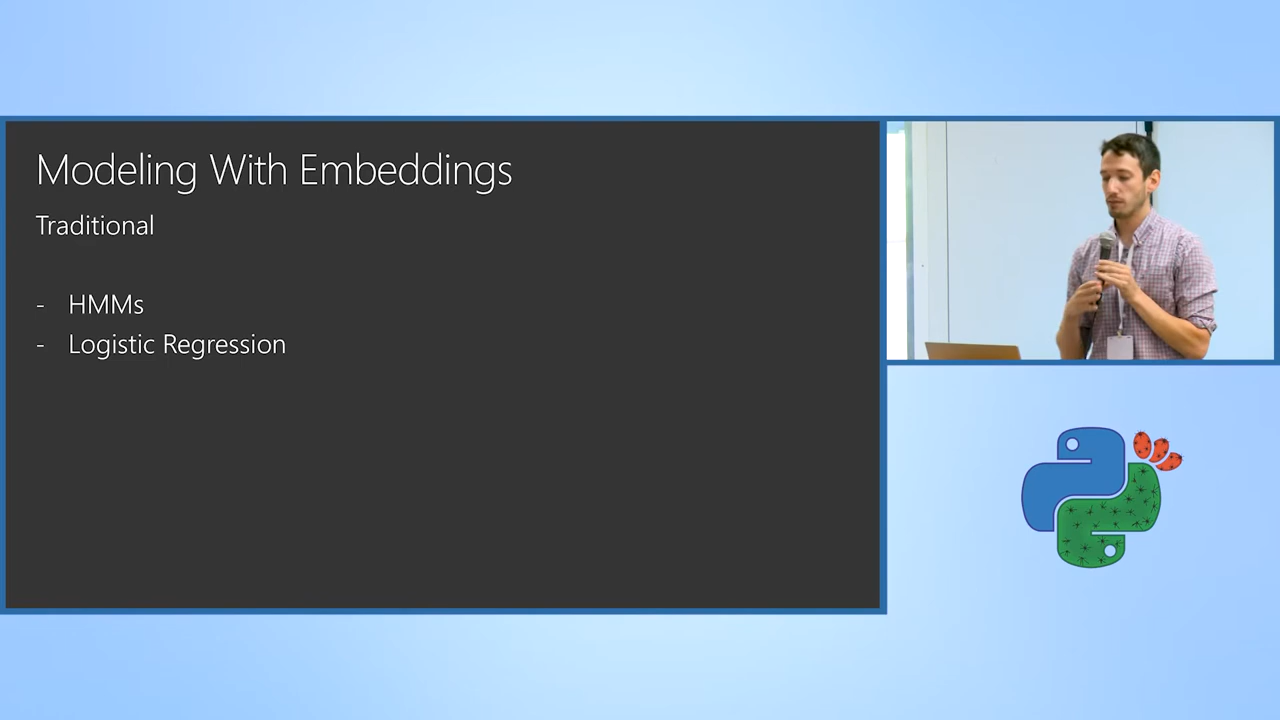 Modeling With Embeddings
Traditional
- HMMs
- Logistic Regression